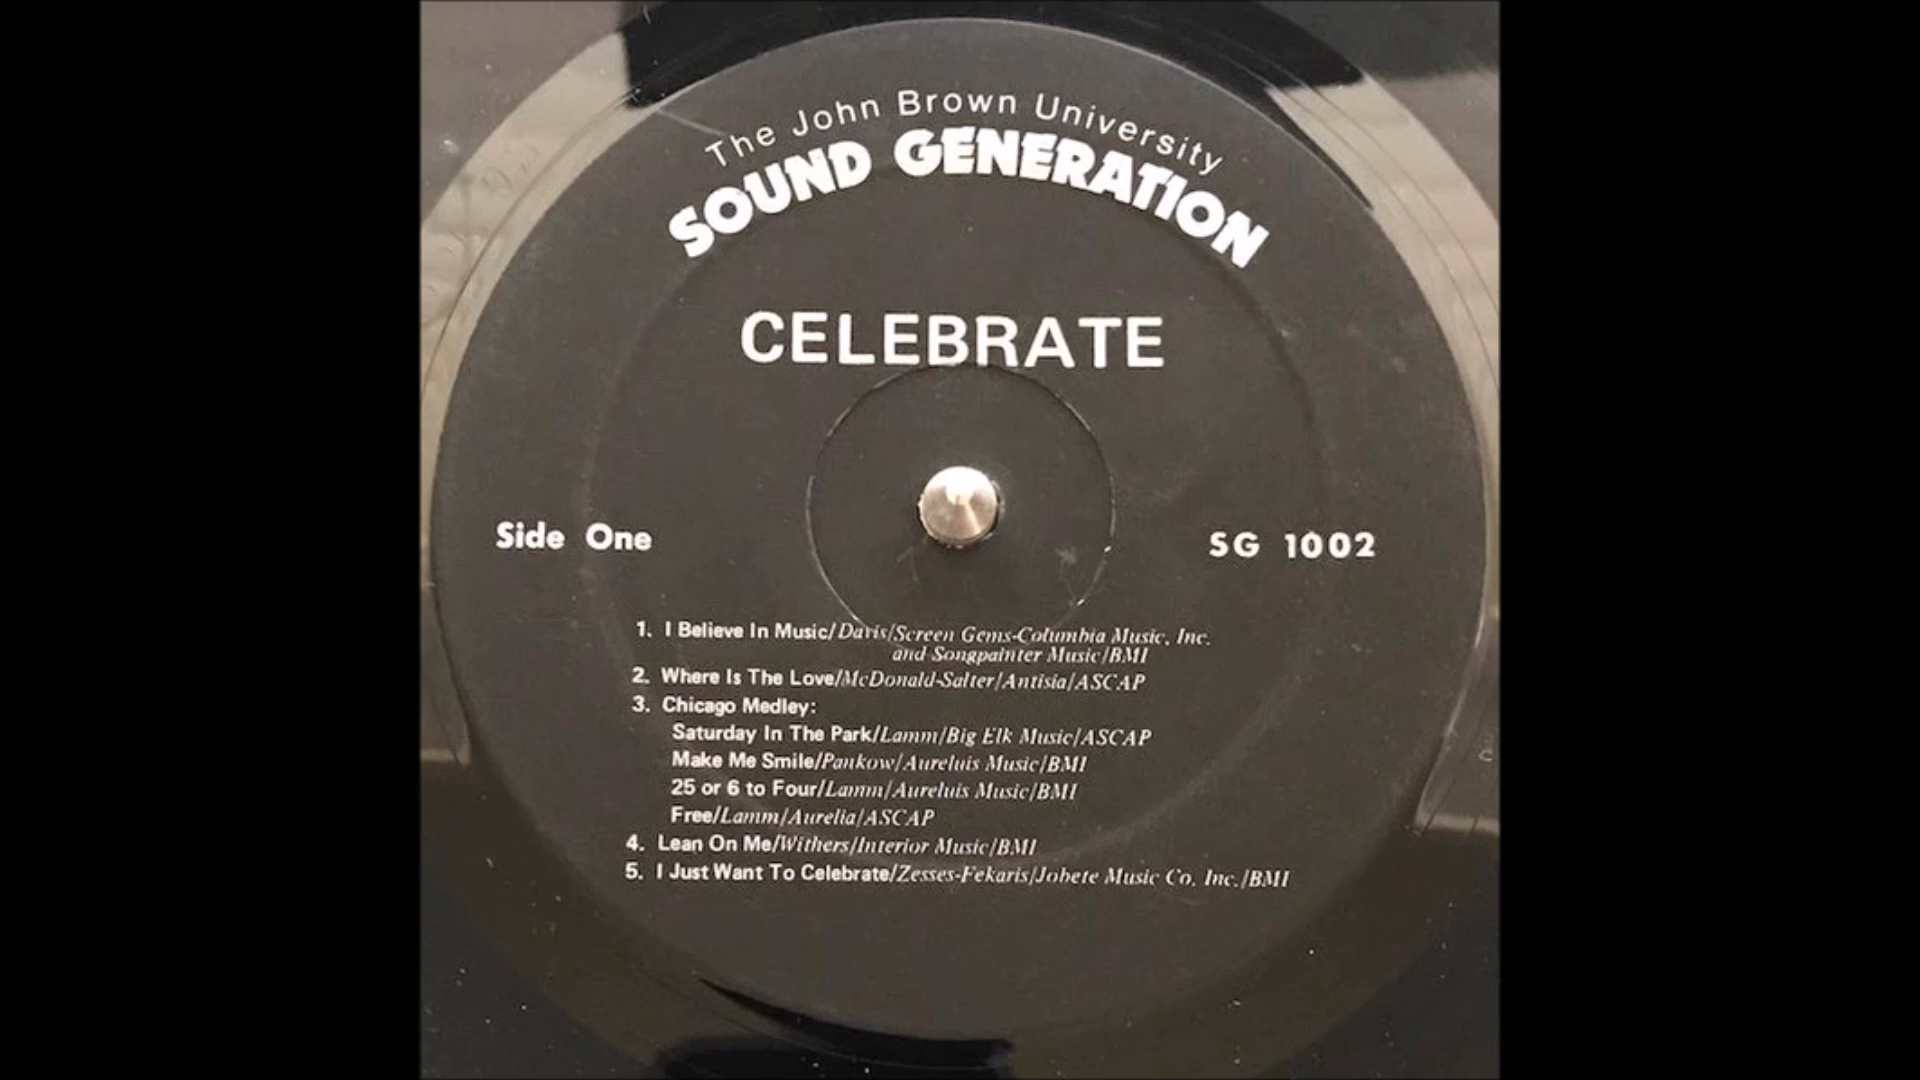 The John Brown University
SOUND GENERATION
CELEBRATE
Side One
SG 1002
1. I Believe In Music/Davis/Screen Gems-Columbia Music, Inc.
and Songpainter Music/BMI
2. Where Is The Love/McDonald-Salter/Antisia/ASCAP
3. Chicago Medley:
Saturday In The Park/Lamm/Big Elk Music/ASCAP
Make Me Smile/Pankow/Aureluis Music/BMI
25 or 6 to Four/Lamm/Aureluis Music/BMI
Free/Lamm/Aurelia/ASCAP
4. Lean On Me/Withers/Interior Music/BMI
5. I Just Want To Celebrate/Zesses-Fekaris/Jobete Music Co. Inc./BMI